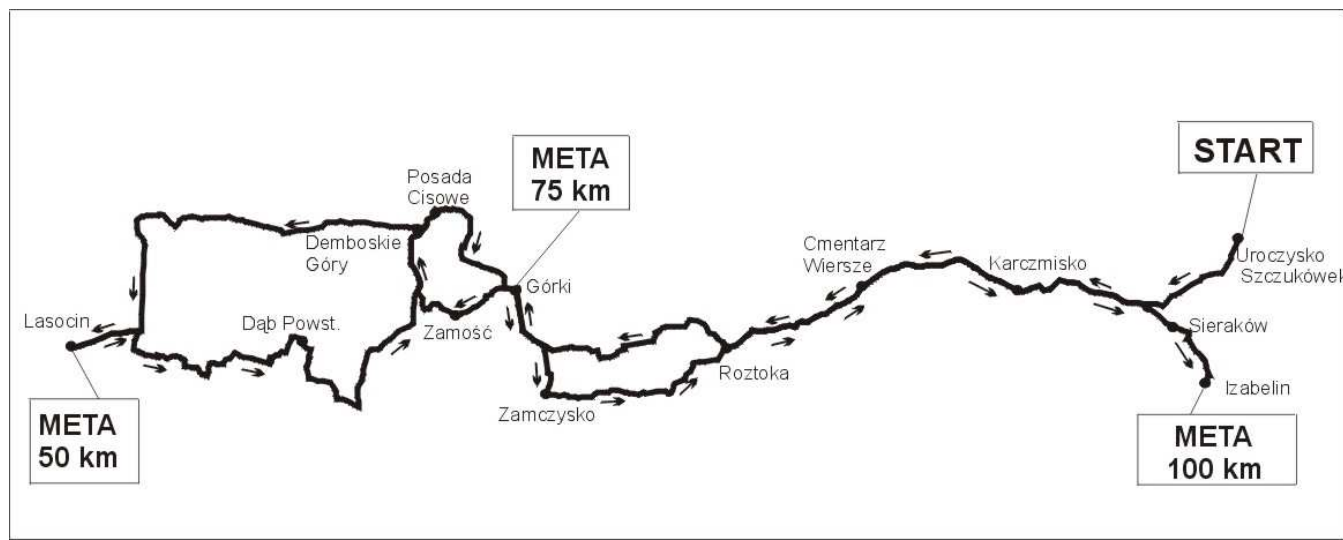 START
META
75 km
Posada
Cisowe
Demboskie
Góry
Cmentarz
Wiersze
Karczmisko
Uroczysko
Szczukówek
Górki
Lasocin
Dąb Powst.
Zamość
Sieraków
Roztoka
Izabelin
Zamczysko
META
50 km
META
100 km